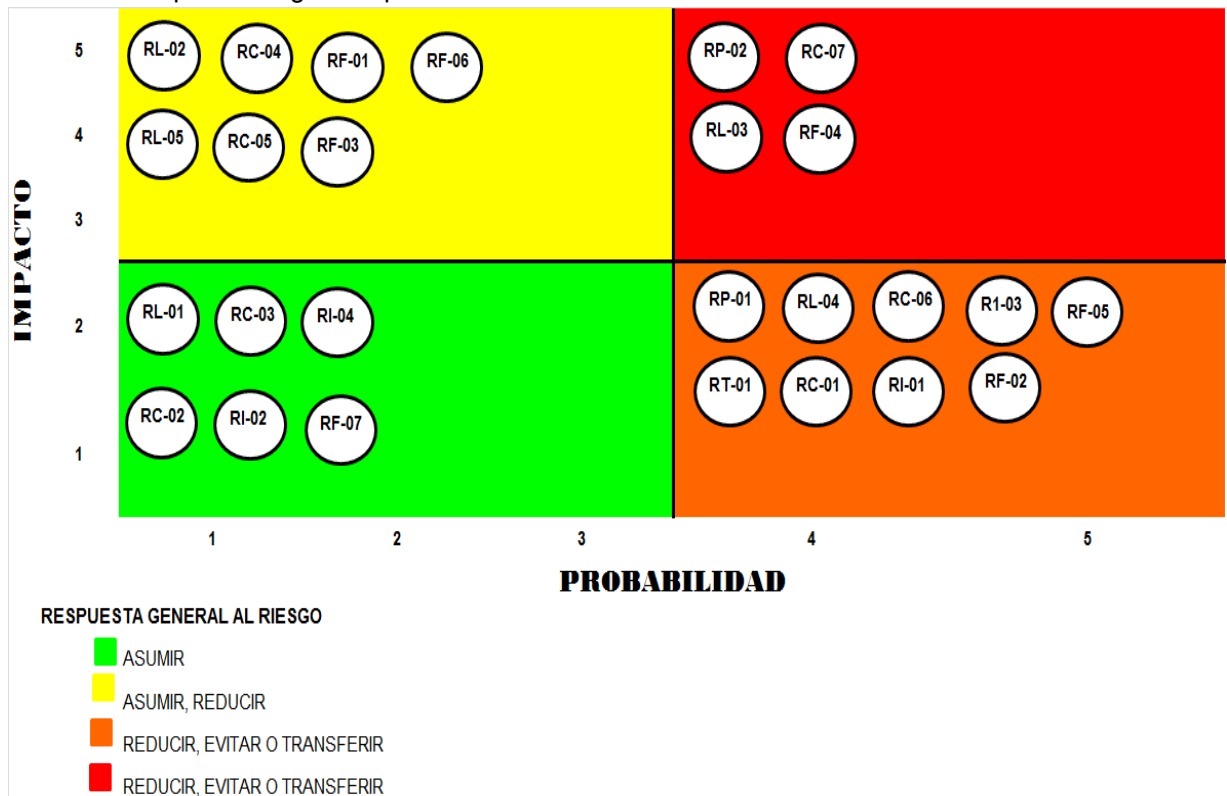 5
RL-02 RC-04 RF-01 RF-06 RP-02 RC-07
4
RL-05 RC-05 RF-03 RL-03 RF-04
3
IMPACTO
2
RL-01 RC-03 RI-04 RP-01 RL-04 RC-06 R1-03 RF-05
RC-02 RI-02 RF-07 RT-01 RC-01 RI-01 RF-02
1
1 2 3 4 5
PROBABILIDAD
RESPUESTA GENERAL AL RIESGO
ASUMIR
ASUMIR, REDUCIR
REDUCIR, EVITAR O TRANSFERIR
REDUCIR, EVITAR O TRANSFERIR